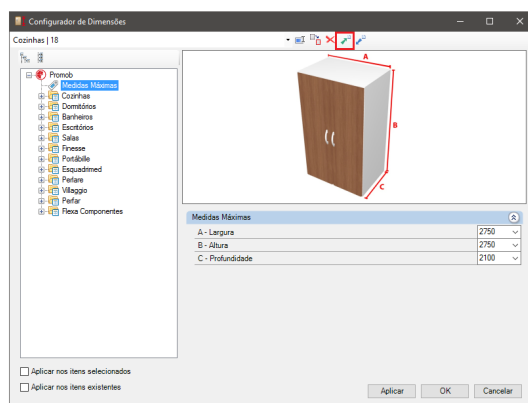 Configurador de Dimensões
Cozinhas | 18
Promob
Medidas Máximas
Cozinhas
Dormitórios
Banheiros
Escritórios
Salas
Finesse
Portábille
Esquadrimed
Perfare
Villaggio
Perfar
Flexa Componentes
A
B
C
Medidas Máximas
A - Largura 2750
B - Altura 2750
C - Profundidade 2100
Aplicar nos itens selecionados
Aplicar nos itens existentes
Aplicar OK Cancelar